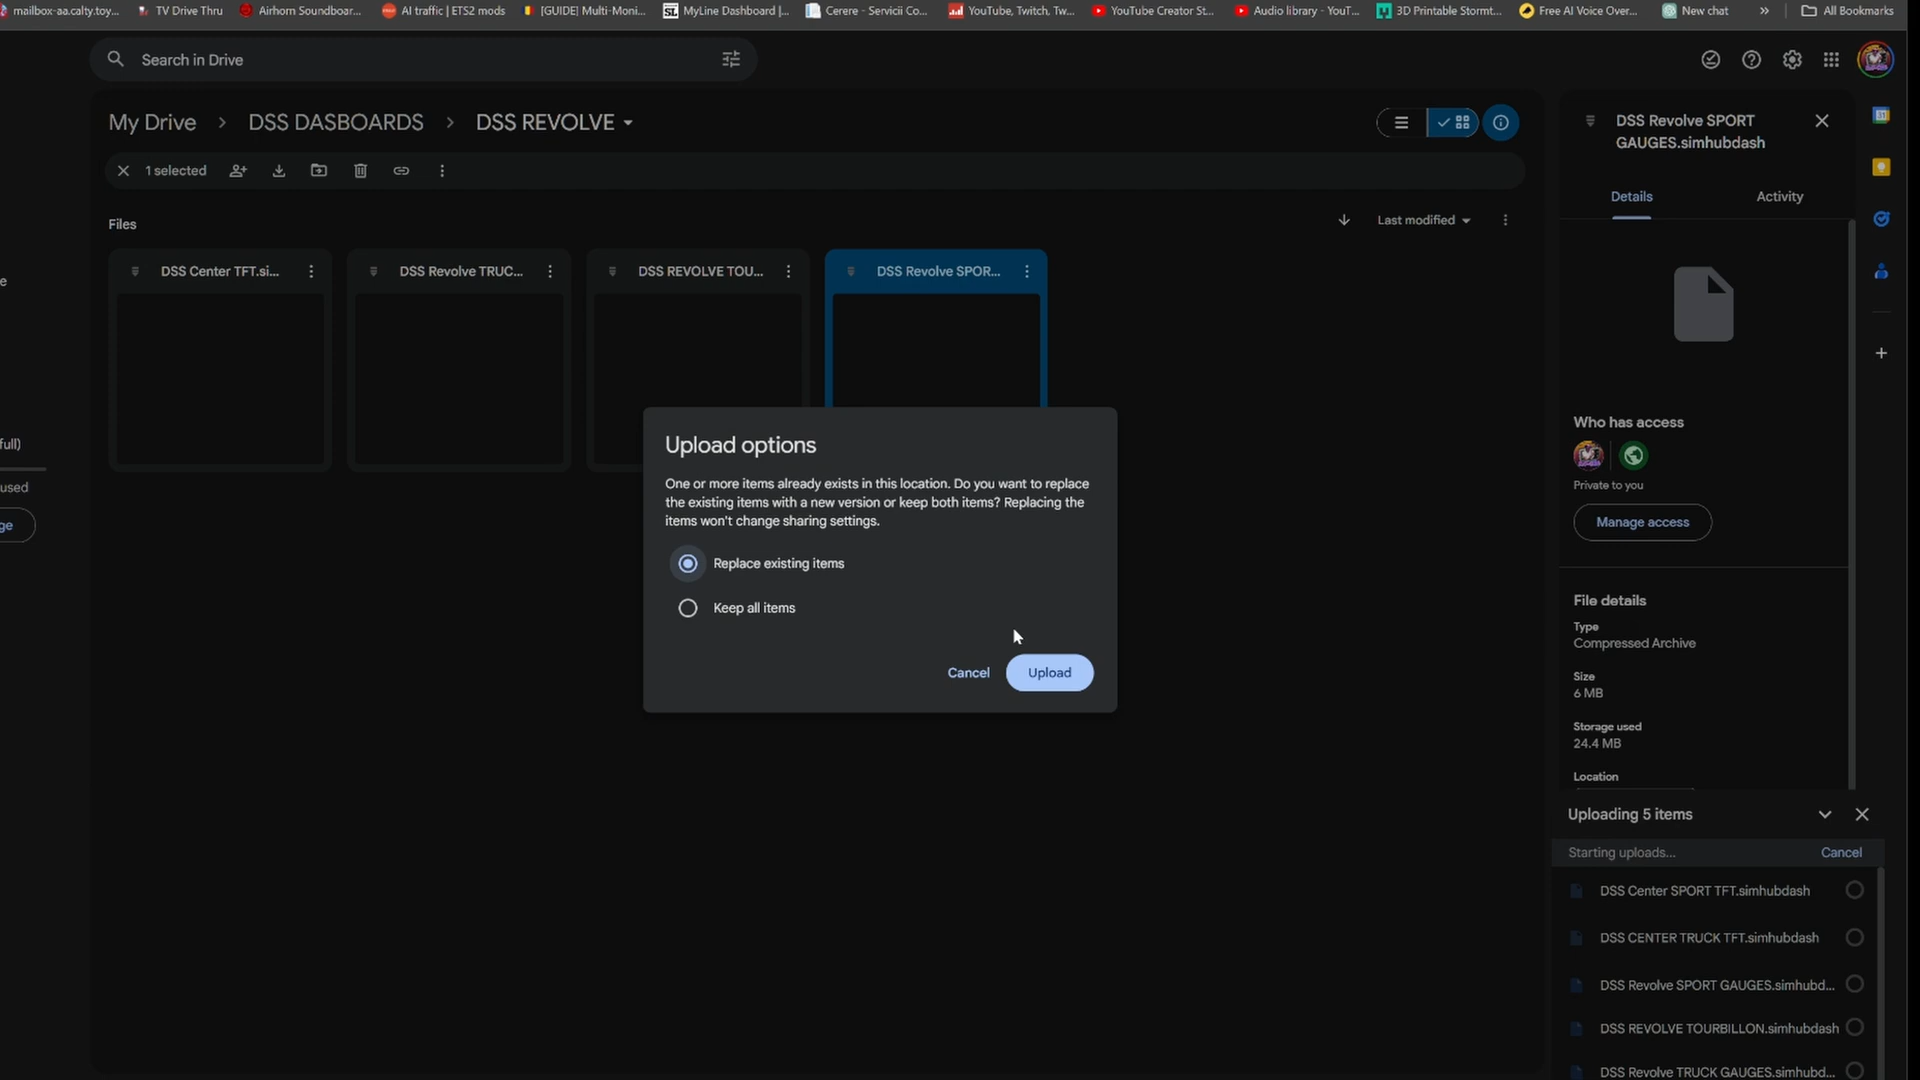 mailbox-aa.calty.toy...
TV Drive Thru
Airhorn Soundboar...
AI traffic | ETS2 mods
[GUIDE] Multi-Moni...
MyLine Dashboard |...
Cerere - Servicii Co...
YouTube, Twitch, Tw...
YouTube Creator St...
Audio library - YouT...
3D Printable Stormt...
Free AI Voice Over...
New chat
»
All Bookmarks
Search in Drive
My Drive > DSS DASBOARDS > DSS REVOLVE
1 selected
Files
Last modified
DSS Center TFT.si...
DSS Revolve TRUC...
DSS REVOLVE TOU...
DSS Revolve SPOR...
e
full)
used
ge
Upload options
One or more items already exists in this location. Do you want to replace
the existing items with a new version or keep both items? Replacing the
items won't change sharing settings.
Replace existing items
Keep all items
Cancel
Upload
DSS Revolve SPORT
GAUGES.simhubdash
Details
Activity
Who has access
Private to you
Manage access
File details
Type
Compressed Archive
Size
6 MB
Storage used
24.4 MB
Location
Uploading 5 items
Starting uploads...
Cancel
DSS Center SPORT TFT.simhubdash
DSS CENTER TRUCK TFT.simhubdash
DSS Revolve SPORT GAUGES.simhubd...
DSS REVOLVE TOURBILLON.simhubdash
DSS Revolve TRUCK GAUGES.simhubd...